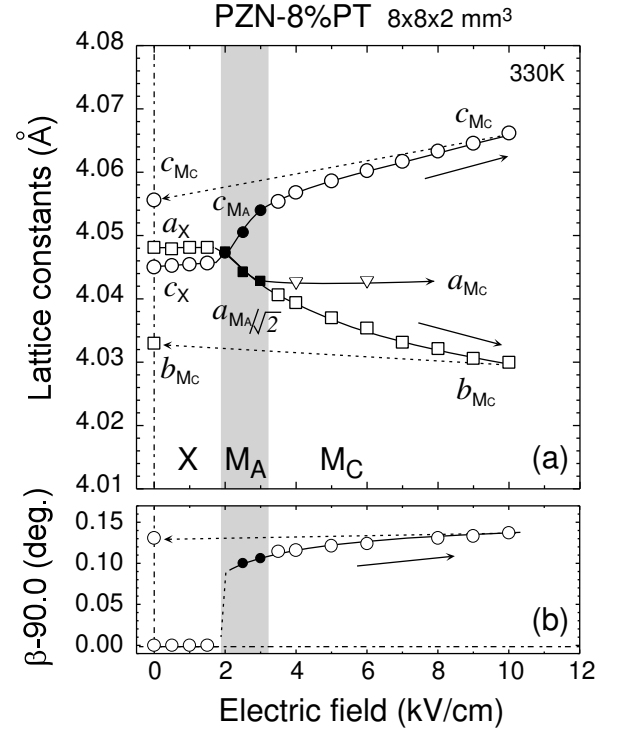 PZN-8%PT 8x8x2 mm³
Lattice constants (Å)
4.08
4.07
4.06
4.05
4.04
4.03
4.02
4.01
330K
c_MC
c_MC
c_MA
a_X
c_X
a_MA/√2
a_MC
b_MC
b_MC
X M_A M_C (a)
β-90.0 (deg.)
0.15
0.10
0.05
0.00
(b)
0 2 4 6 8 10 12
Electric field (kV/cm)